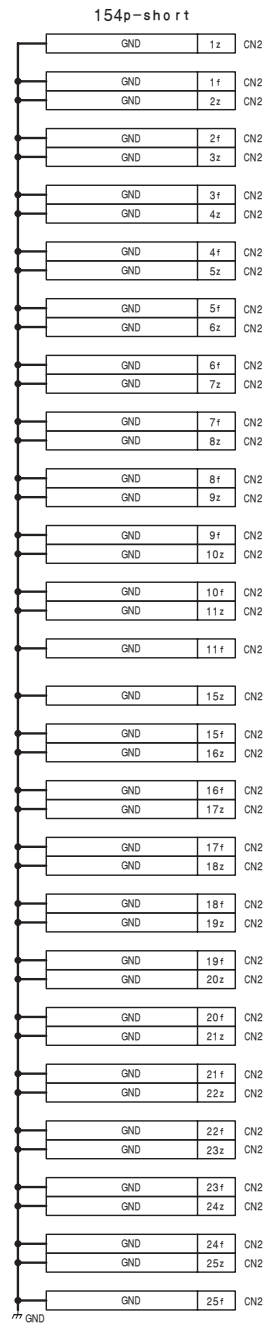 154p-short
GND 1z CN2
GND 1f CN2
GND 2z CN2
GND 2f CN2
GND 3z CN2
GND 3f CN2
GND 4z CN2
GND 4f CN2
GND 5z CN2
GND 5f CN2
GND 6z CN2
GND 6f CN2
GND 7z CN2
GND 7f CN2
GND 8z CN2
GND 8f CN2
GND 9z CN2
GND 9f CN2
GND 10z CN2
GND 10f CN2
GND 11z CN2
GND 11f CN2
GND 15z CN2
GND 15f CN2
GND 16z CN2
GND 16f CN2
GND 17z CN2
GND 17f CN2
GND 18z CN2
GND 18f CN2
GND 19z CN2
GND 19f CN2
GND 20z CN2
GND 20f CN2
GND 21z CN2
GND 21f CN2
GND 22z CN2
GND 22f CN2
GND 23z CN2
GND 23f CN2
GND 24z CN2
GND 24f CN2
GND 25z CN2
GND 25f CN2
GND